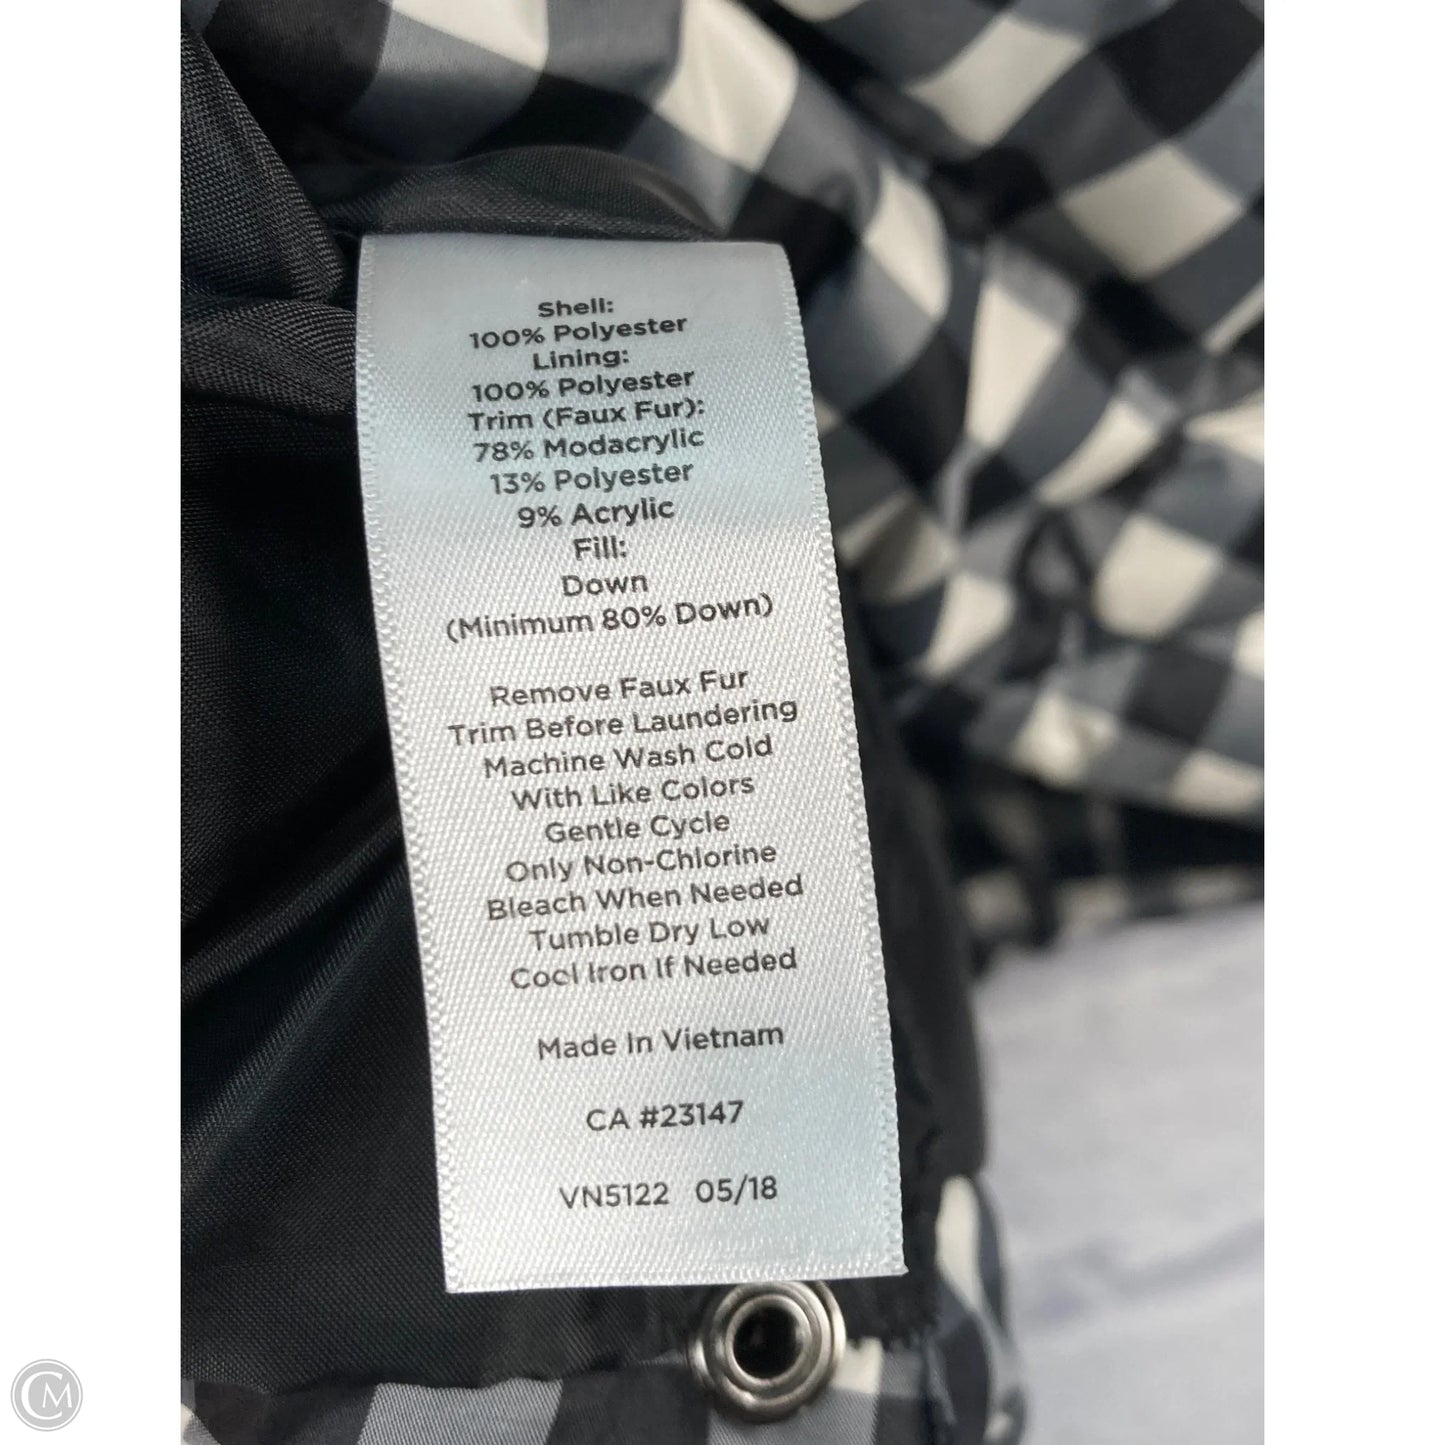 Shell:
100% Polyester
Lining:
100% Polyester
Trim (Faux Fur):
78% Modacrylic
13% Polyester
9% Acrylic
Fill:
Down
(Minimum 80% Down)
Remove Faux Fur
Trim Before Laundering
Machine Wash Cold
With Like Colors
Gentle Cycle
Only Non-Chlorine
Bleach When Needed
Tumble Dry Low
Cool Iron If Needed
Made In Vietnam
CA #23147
VN5122 05/18
CM